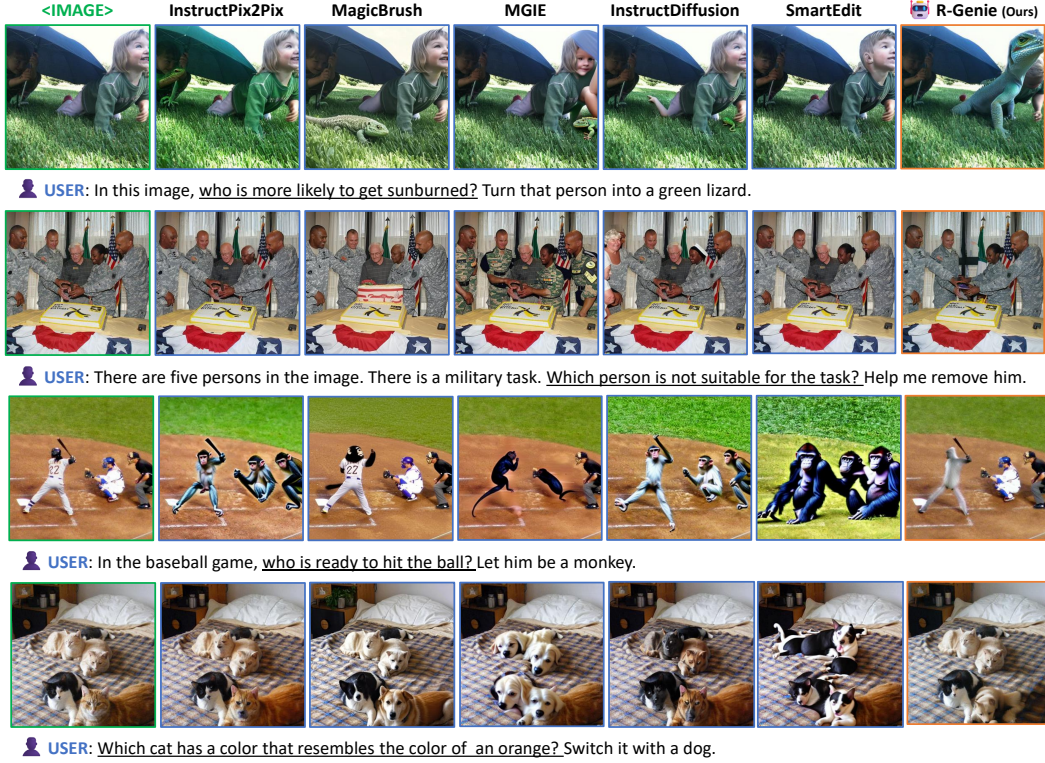 <IMAGE> InstructPix2Pix MagicBrush MGIE InstructDiffusion SmartEdit R-Genie (Ours)
USER: In this image, who is more likely to get sunburned? Turn that person into a green lizard.
USER: There are five persons in the image. There is a military task. Which person is not suitable for the task? Help me remove him.
22 22
USER: In the baseball game, who is ready to hit the ball? Let him be a monkey.
USER: Which cat has a color that resembles the color of an orange? Switch it with a dog.